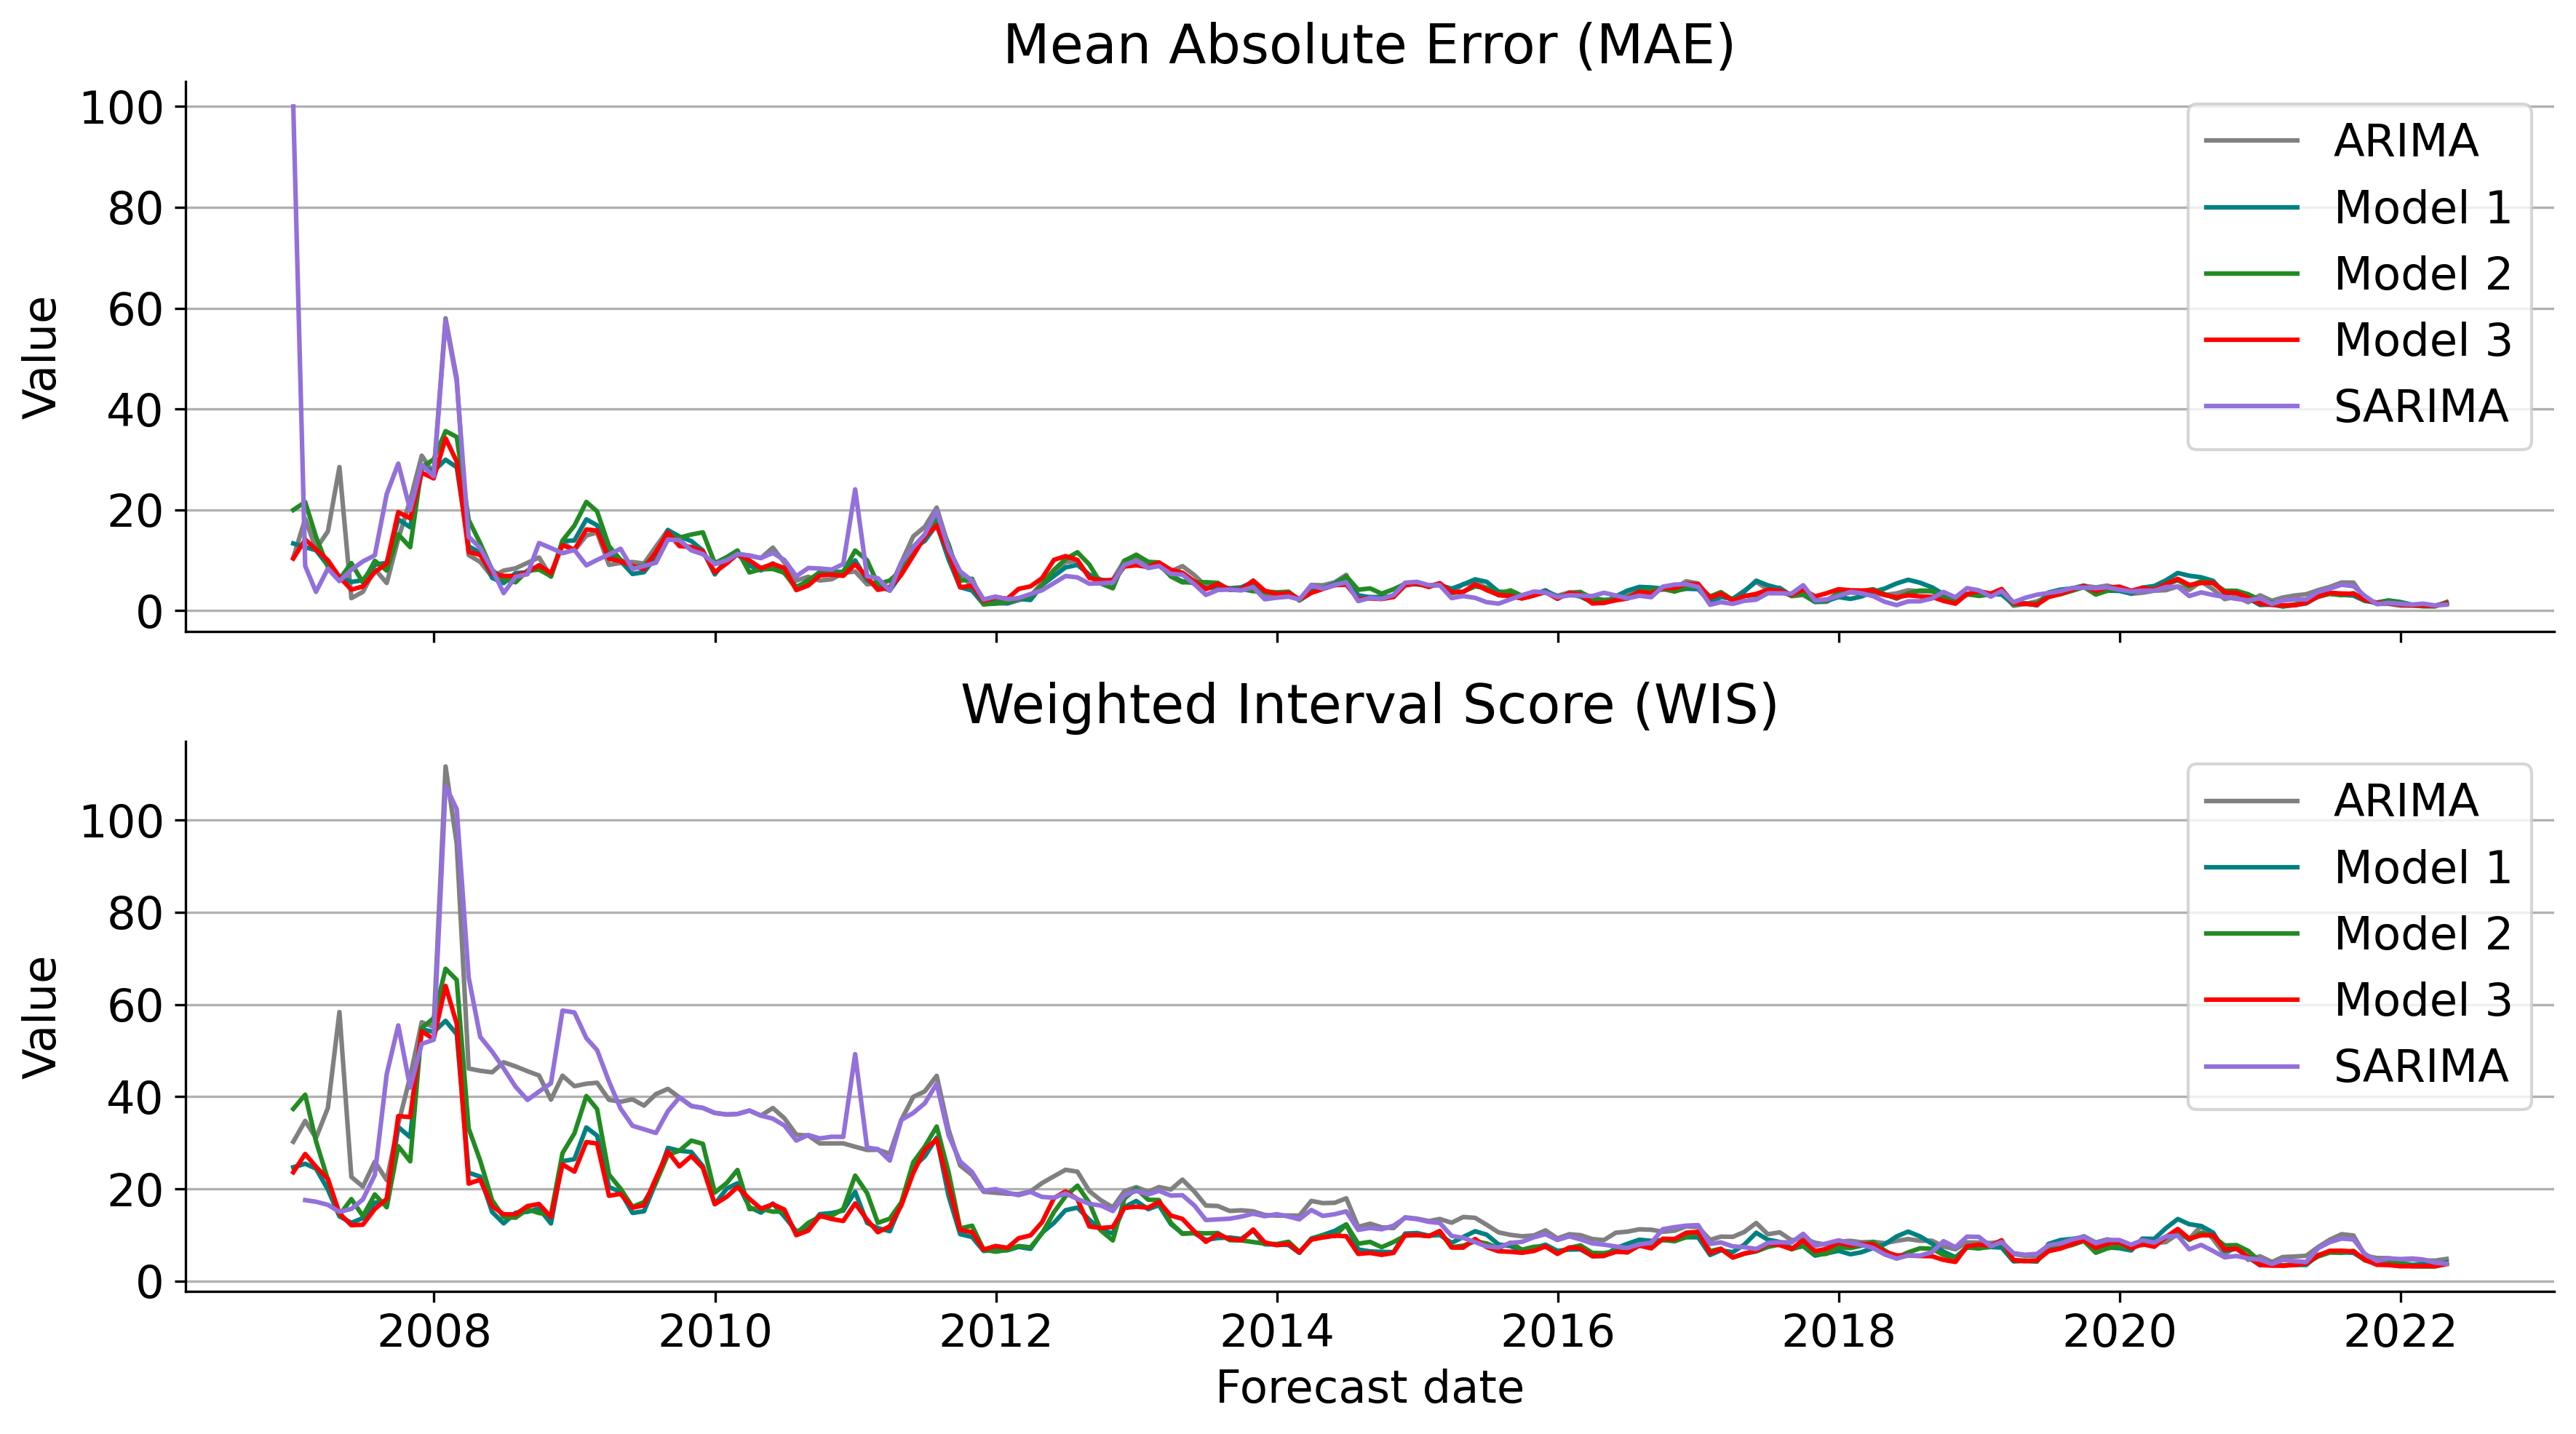 Mean Absolute Error (MAE)
Value
100
80
60
40
20
0
ARIMA
Model 1
Model 2
Model 3
SARIMA
Weighted Interval Score (WIS)
Value
100
80
60
40
20
0
ARIMA
Model 1
Model 2
Model 3
SARIMA
2008 2010 2012 2014 2016 2018 2020 2022
Forecast date